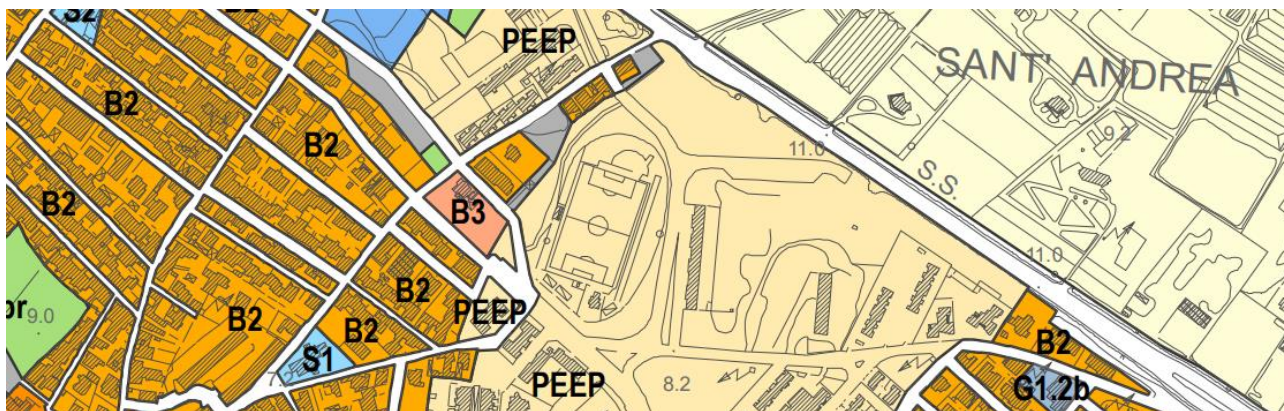 S2
B2
PEEP
SANT' ANDREA
B2
B2
9.2
11.0
S.S.
B2
B3
11.0
or
9.0
B2
B2
PEEP
B2
B2
S1
7
PEEP
8.2
G1.2b